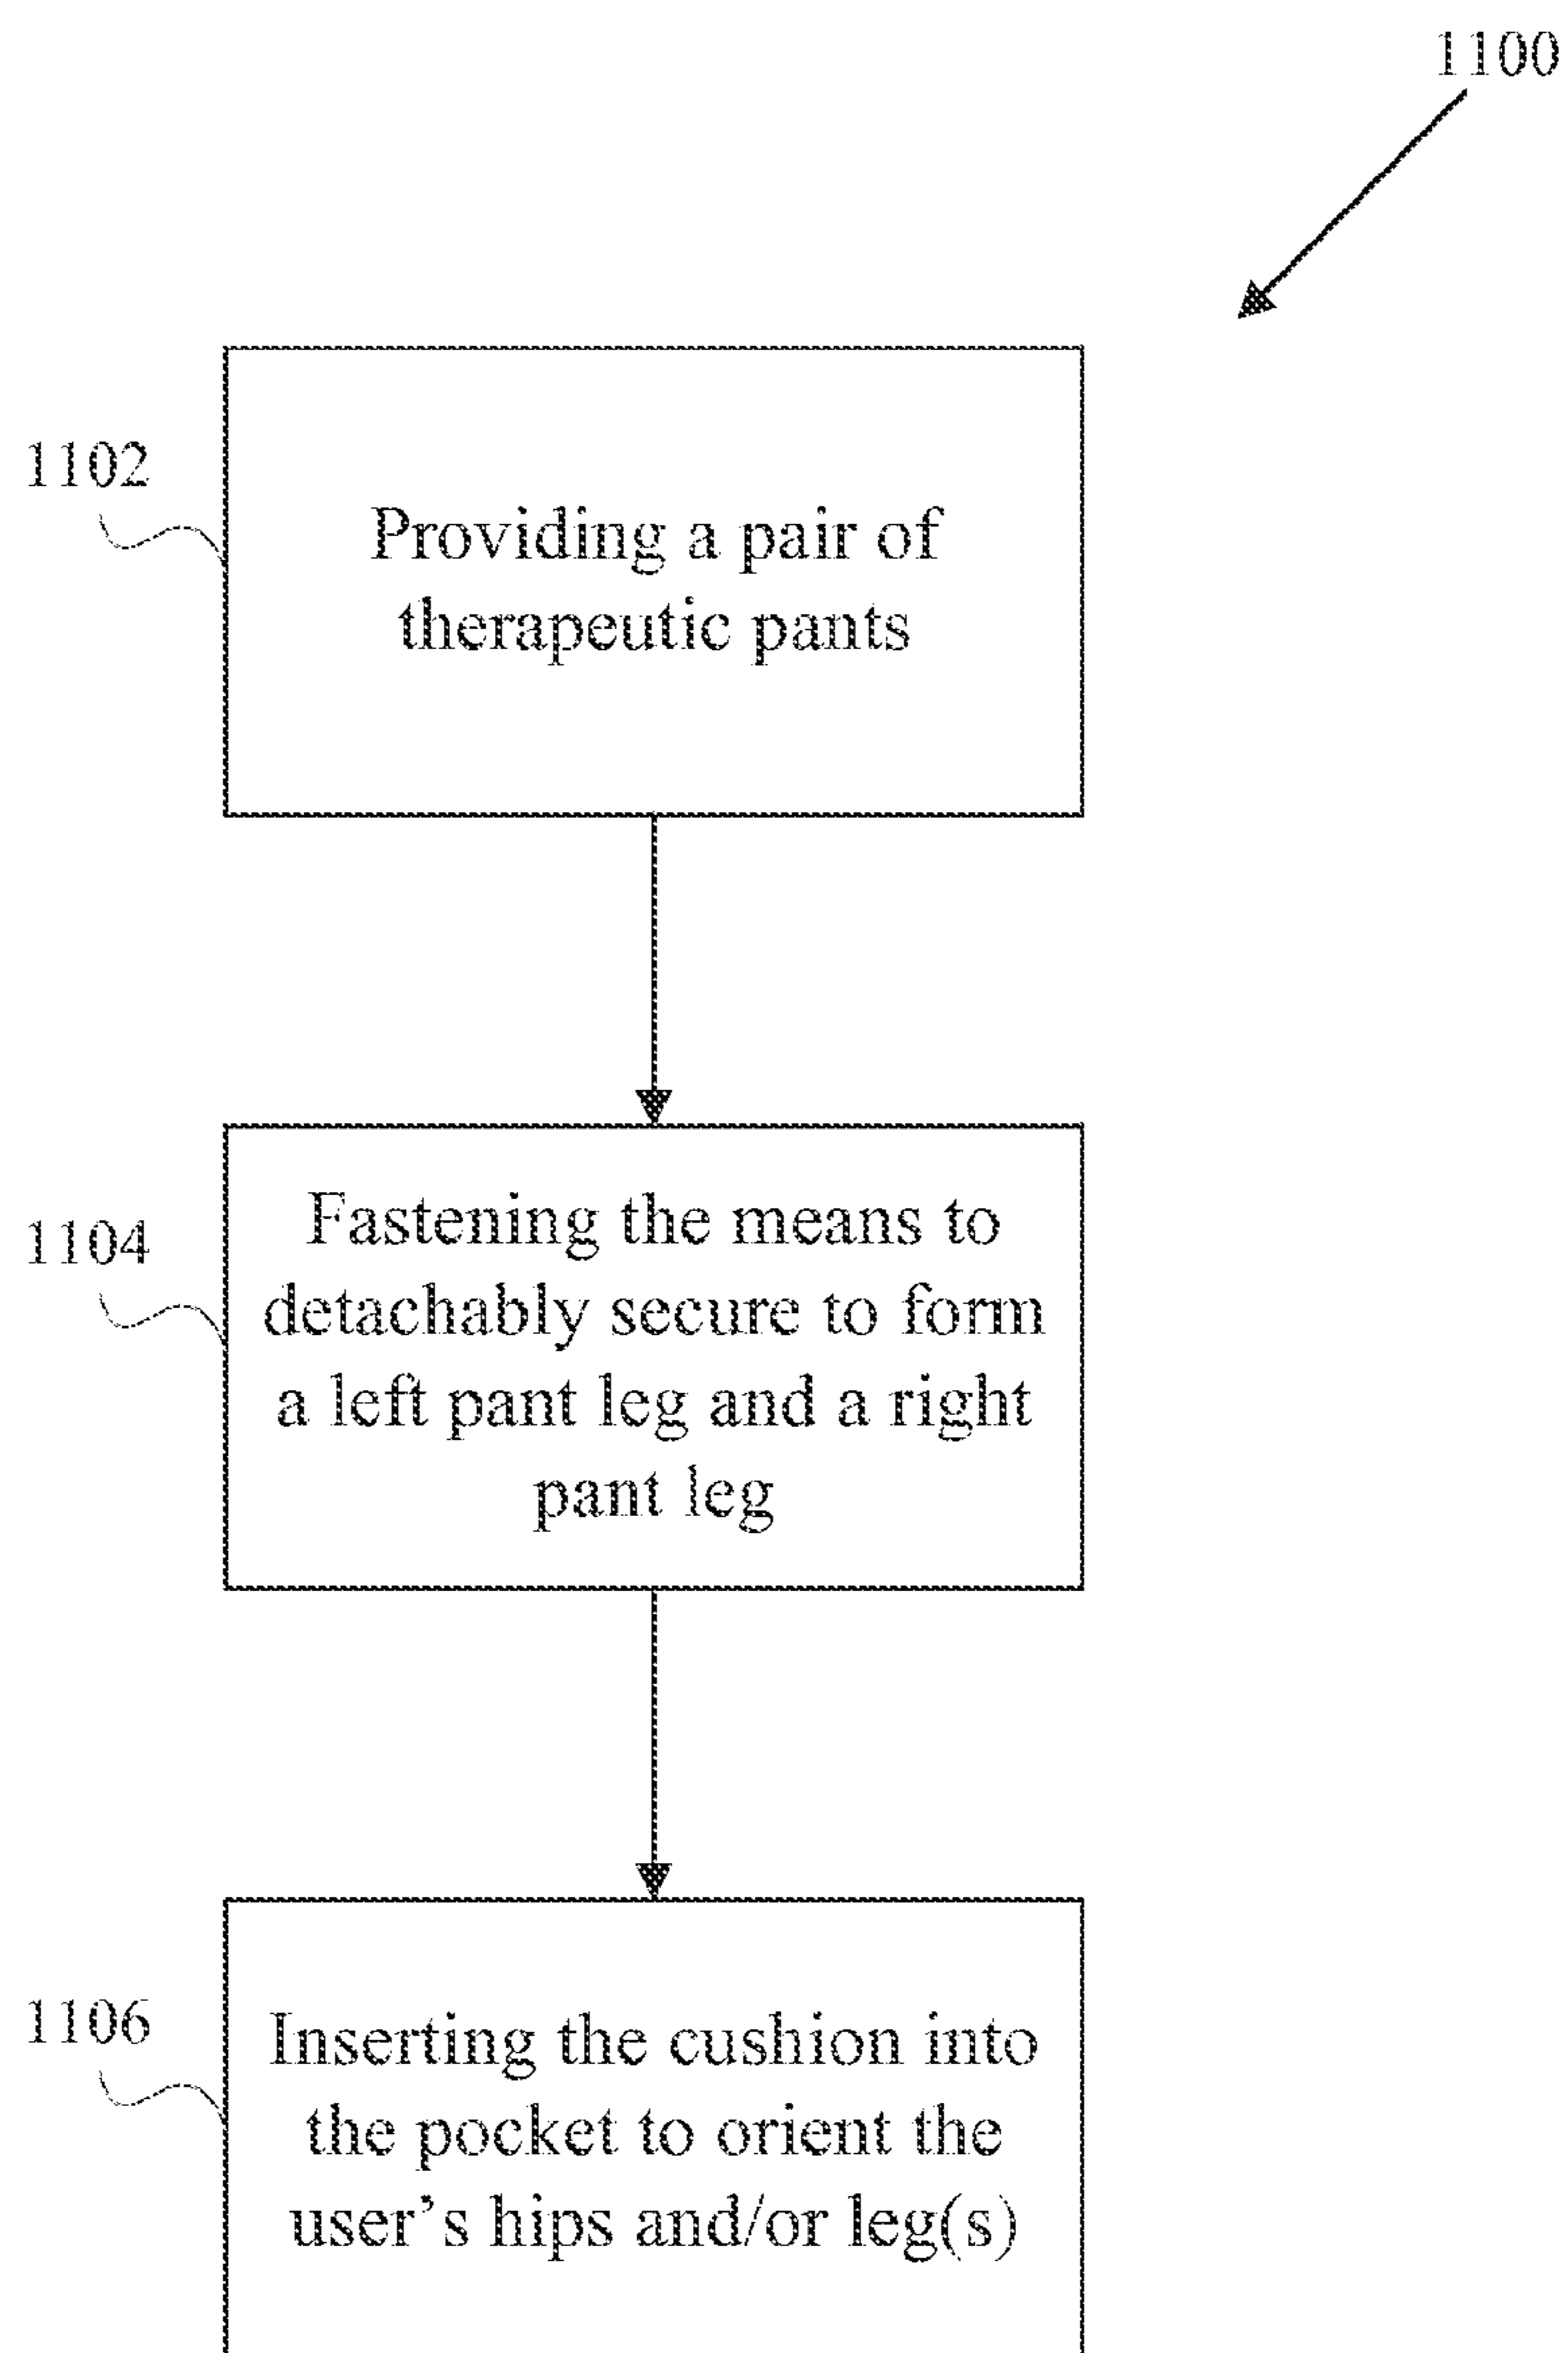 1100
1102
Providing a pair of
therapeutic pants
1104
Fastening the means to
detachably secure to form
a left pant leg and a right
pant leg
1106
Inserting the cushion into
the pocket to orient the
user's hips and/or leg(s)